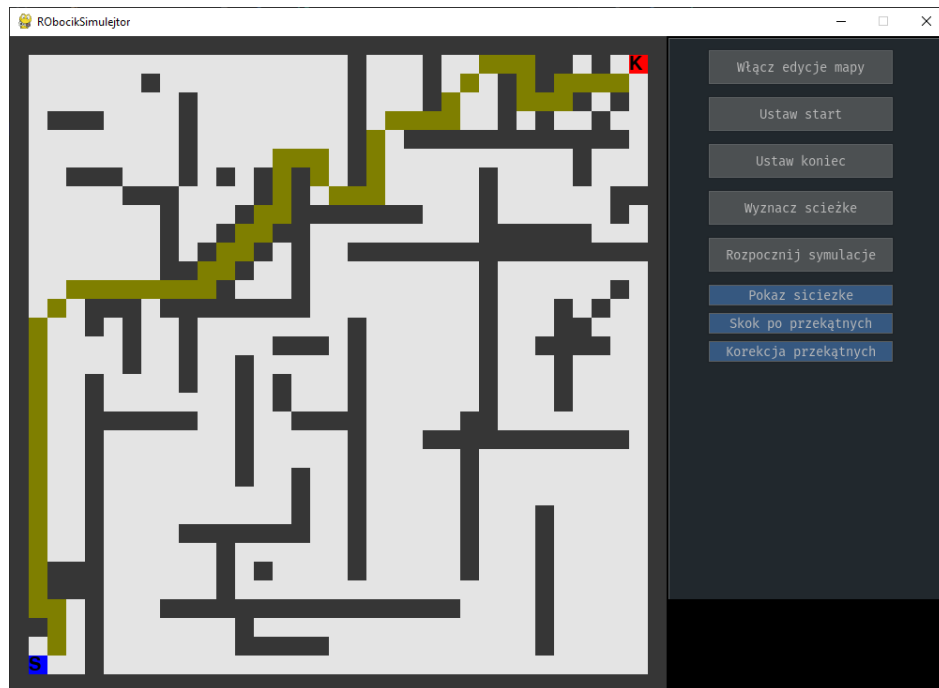 RObocikSimulejtor
K
Włącz edycje mapy
Ustaw start
Ustaw koniec
Wyznacz scieżke
Rozpocznij symulacje
Pokaz siciezke
Skok po przekątnych
Korekcja przekątnych
S